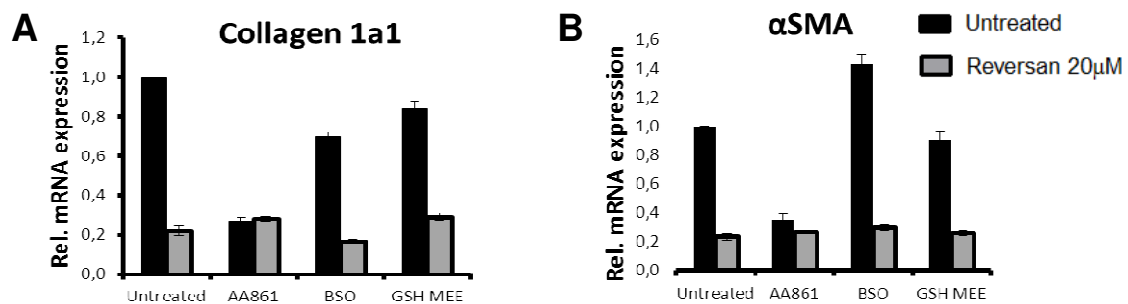 A
Collagen 1a1
Rel. mRNA expression
1,2
1,0
0,8
0,6
0,4
0,2
0,0
Untreated AA861 BSO GSH MEE
B
αSMA
Rel. mRNA expression
1,6
1,4
1,2
1,0
0,8
0,6
0,4
0,2
0,0
Untreated AA861 BSO GSH MEE
Untreated
Reversan 20µM